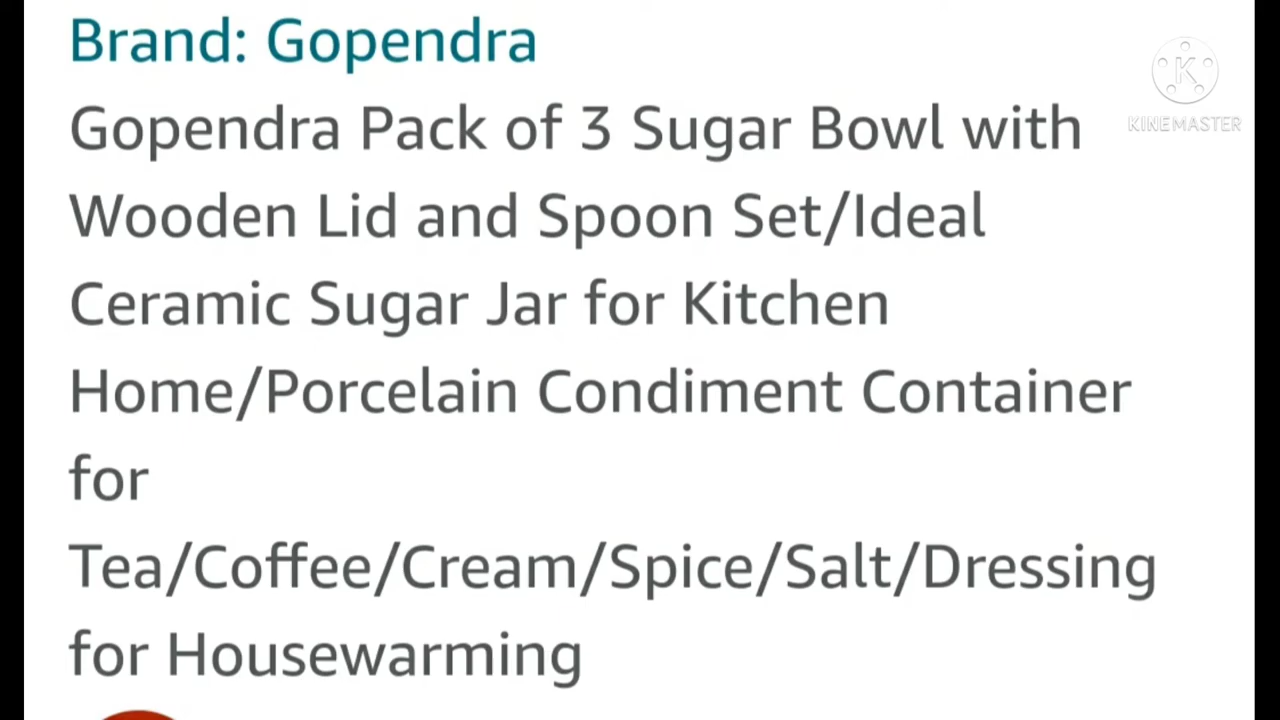 Brand: Gopendra
Gopendra Pack of 3 Sugar Bowl with
Wooden Lid and Spoon Set/Ideal
Ceramic Sugar Jar for Kitchen
Home/Porcelain Condiment Container
for
Tea/Coffee/Cream/Spice/Salt/Dressing
for Housewarming
K
KINEMASTER